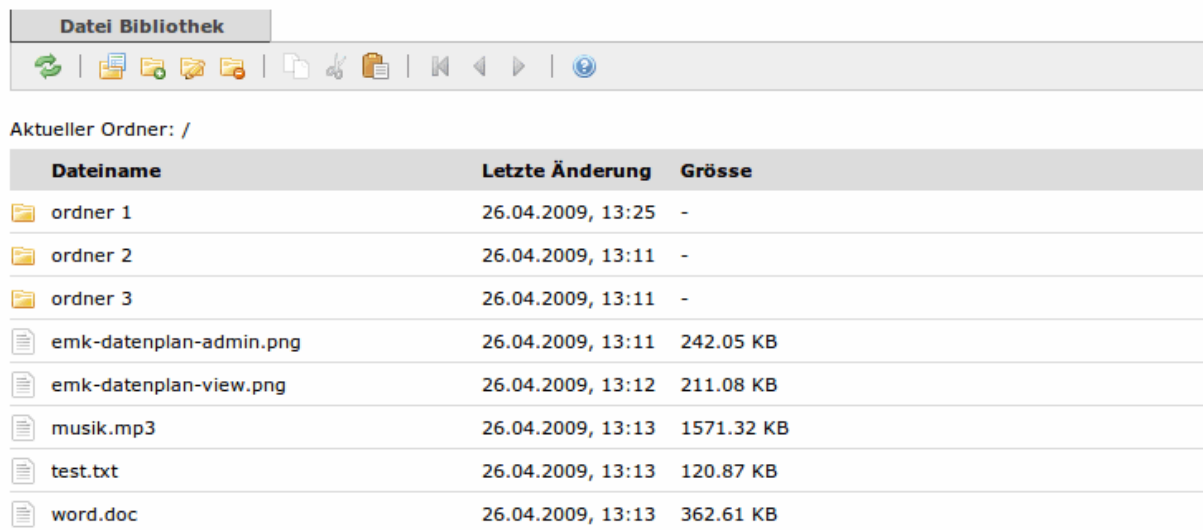 Datei Bibliothek
Aktueller Ordner: /
Dateiname Letzte Änderung Grösse
ordner 1 26.04.2009, 13:25 -
ordner 2 26.04.2009, 13:11 -
ordner 3 26.04.2009, 13:11 -
emk-datenplan-admin.png 26.04.2009, 13:11 242.05 KB
emk-datenplan-view.png 26.04.2009, 13:12 211.08 KB
musik.mp3 26.04.2009, 13:13 1571.32 KB
test.txt 26.04.2009, 13:13 120.87 KB
word.doc 26.04.2009, 13:13 362.61 KB